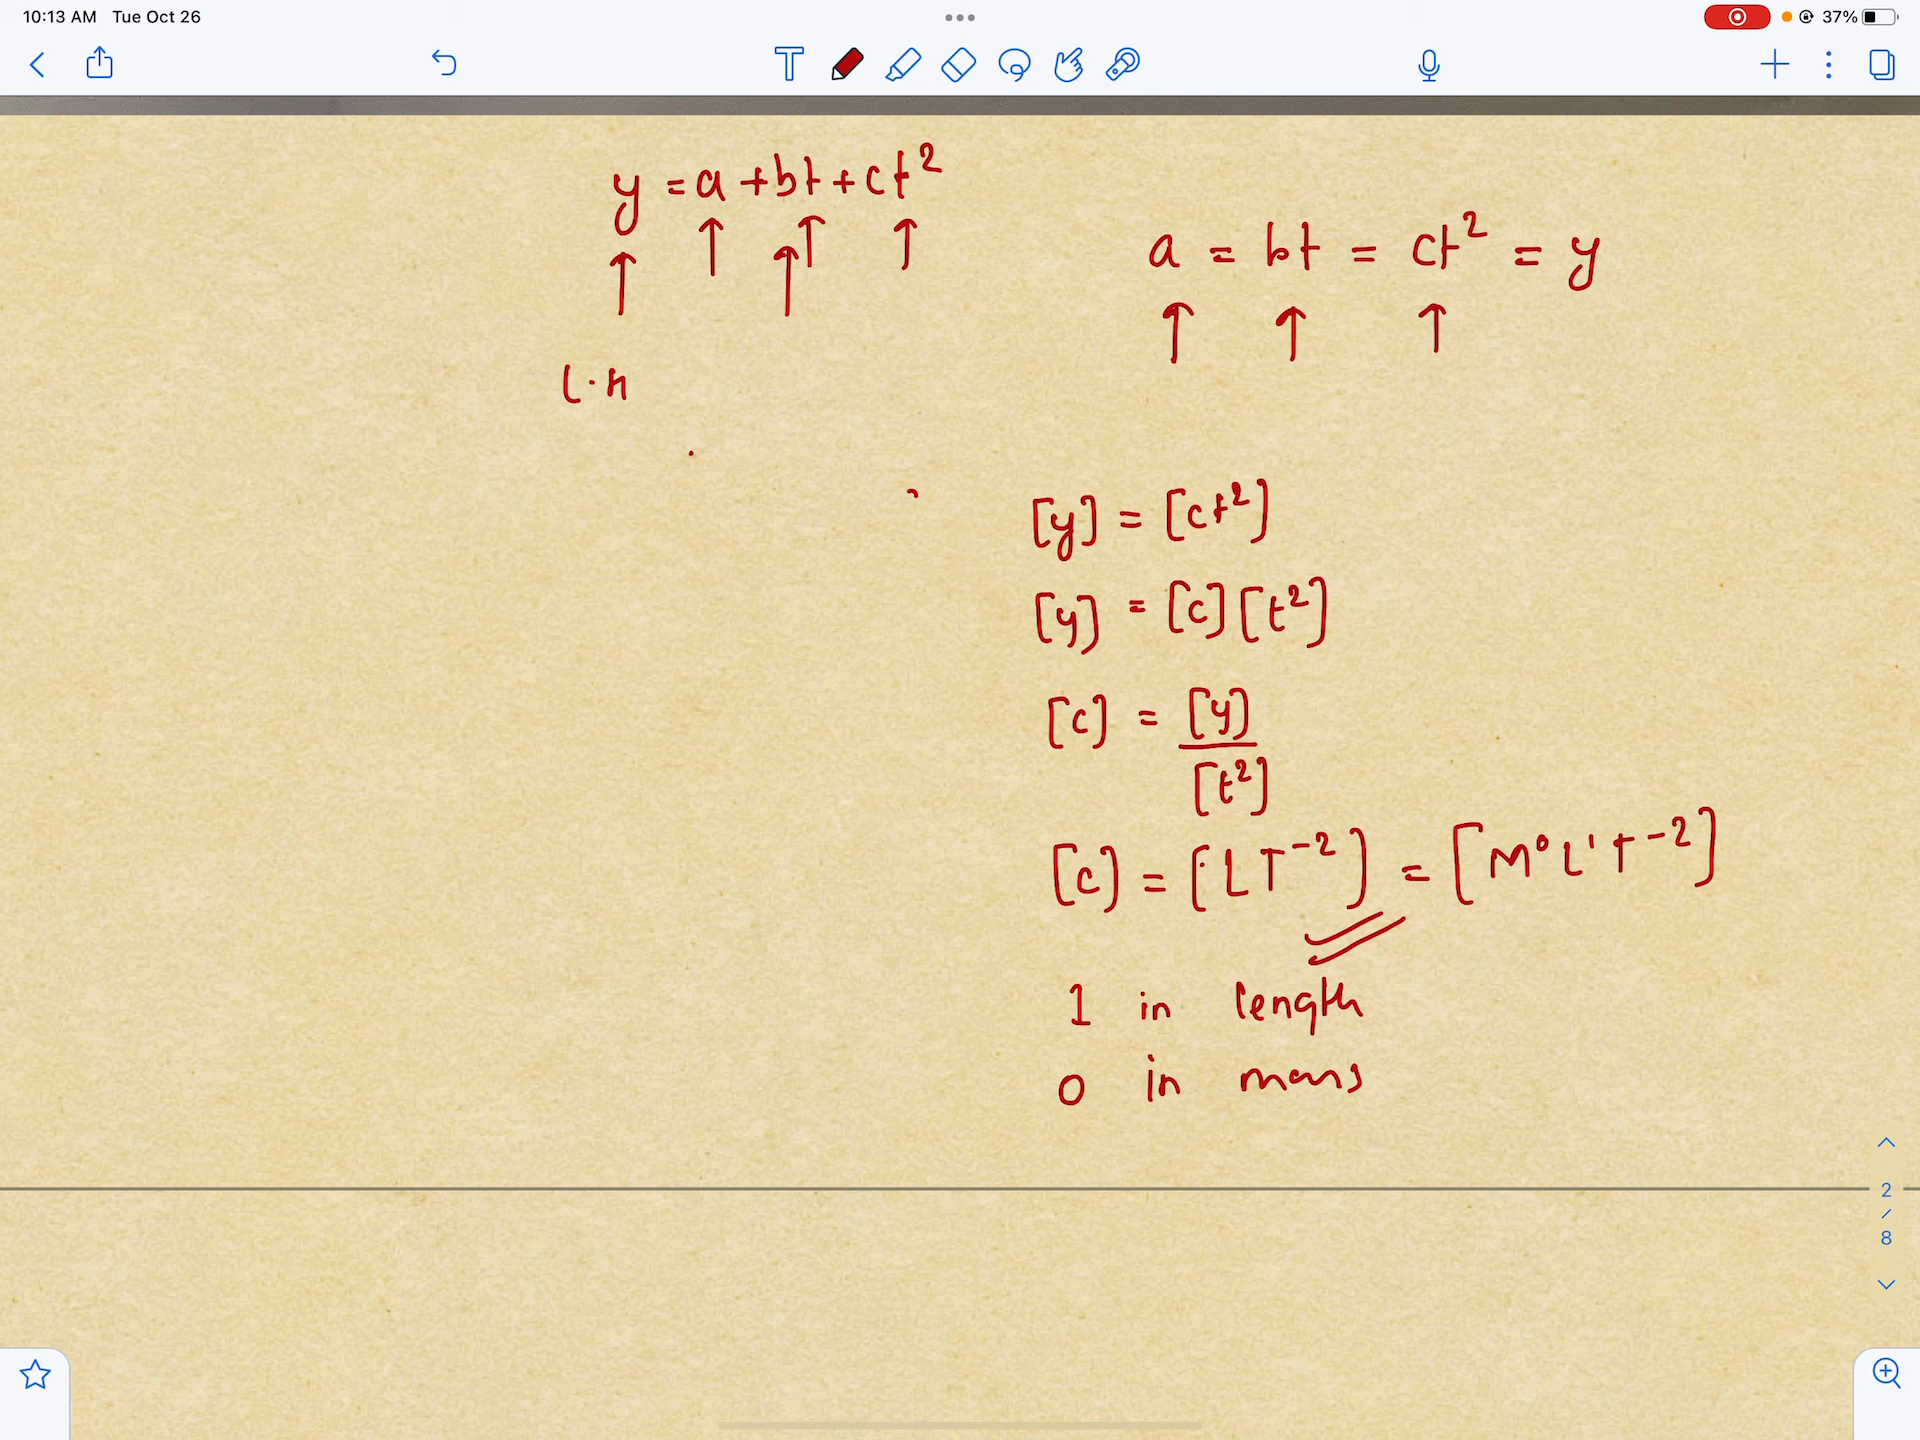 10:13 AM Tue Oct 26
37%
T
y = a + bt + ct²
a = bt = ct² = y
[y] = [ct²]
[y] = [c][t²]
[c] = [y]
[t²]
[c] = [LT⁻²] = [M⁰L¹T⁻²]
1 in length
0 in mass
2
/
8